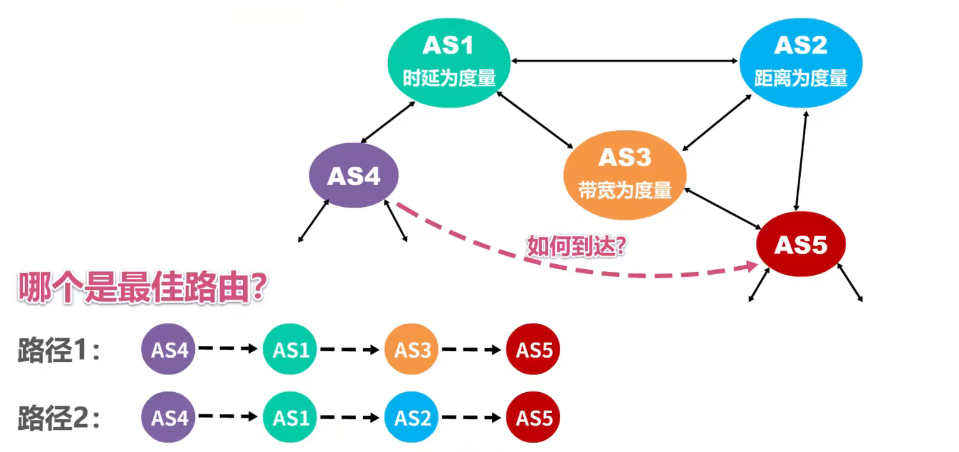 AS1
时延为度量
AS2
距离为度量
AS3
带宽为度量
AS4
AS5
如何到达?
哪个是最佳路由?
路径1: AS4 AS1 AS3 AS5
路径2: AS4 AS1 AS2 AS5